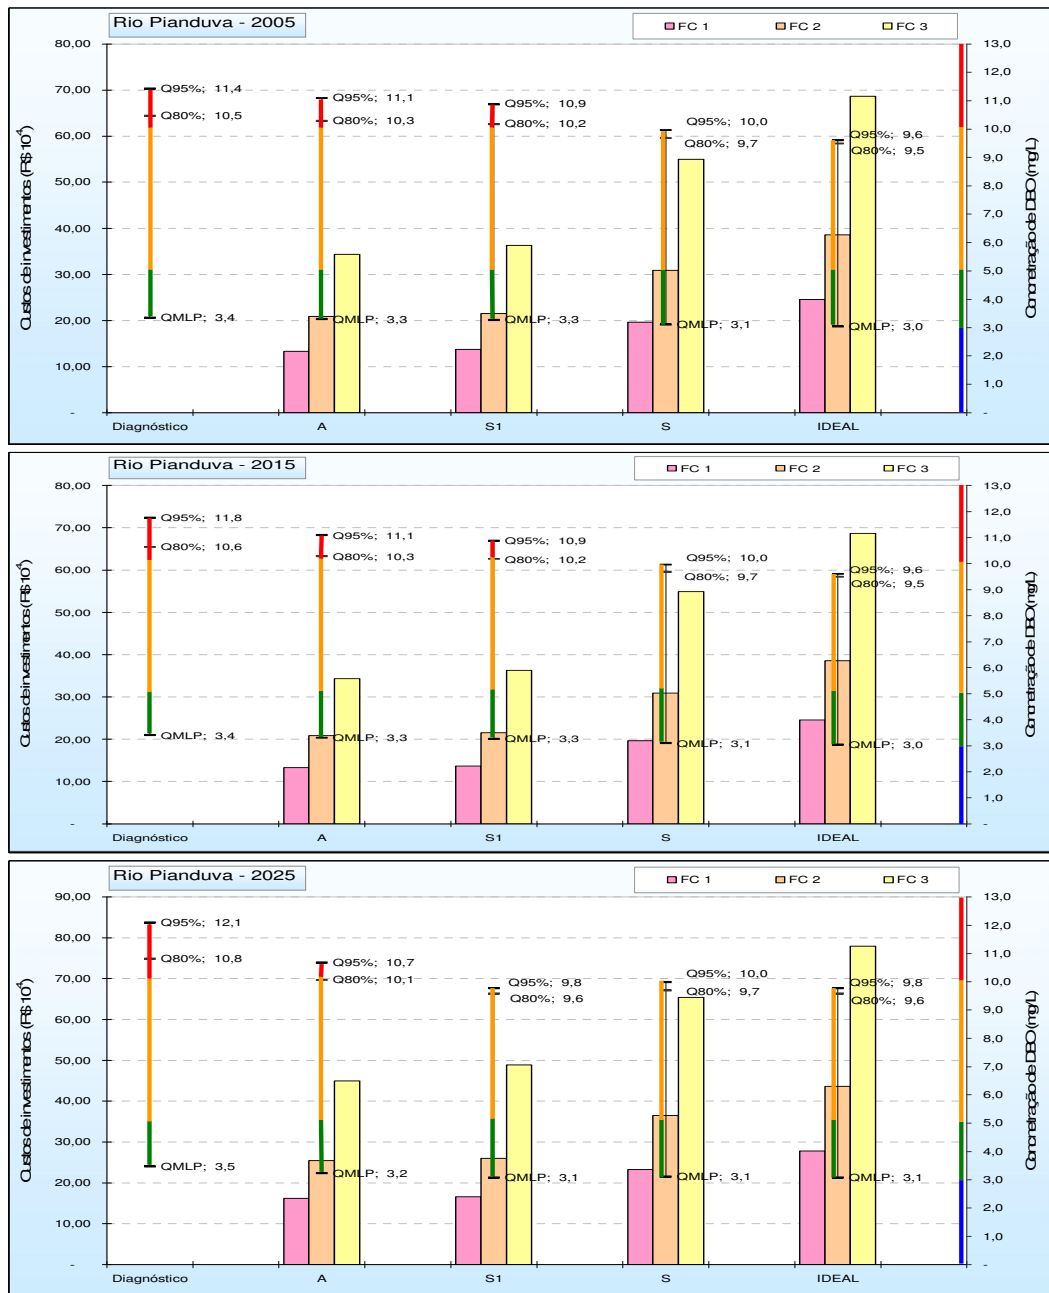 Rio Pianduva - 2005
FC 1 FC 2 FC 3
Custos de investimentos (R$ 10⁴)
Concentração de DBO (mg/L)
80,00
70,00
60,00
50,00
40,00
30,00
20,00
10,00
-
13,0
12,0
11,0
10,0
9,0
8,0
7,0
6,0
5,0
4,0
3,0
2,0
1,0
-
Q95%; 11,4
Q80%; 10,5
QMLP; 3,4
Q95%; 11,1
Q80%; 10,3
QMLP; 3,3
Q95%; 10,9
Q80%; 10,2
QMLP; 3,3
Q95%; 10,0
Q80%; 9,7
QMLP; 3,1
Q95%; 9,6
Q80%; 9,5
QMLP; 3,0
Diagnóstico A S1 S IDEAL
Rio Pianduva - 2015
FC 1 FC 2 FC 3
Custos de investimentos (R$ 10⁴)
Concentração de DBO (mg/L)
80,00
70,00
60,00
50,00
40,00
30,00
20,00
10,00
-
13,0
12,0
11,0
10,0
9,0
8,0
7,0
6,0
5,0
4,0
3,0
2,0
1,0
-
Q95%; 11,8
Q80%; 10,6
QMLP; 3,4
Q95%; 11,1
Q80%; 10,3
QMLP; 3,3
Q95%; 10,9
Q80%; 10,2
QMLP; 3,3
Q95%; 10,0
Q80%; 9,7
QMLP; 3,1
Q95%; 9,6
Q80%; 9,5
QMLP; 3,0
Diagnóstico A S1 S IDEAL
Rio Pianduva - 2025
FC 1 FC 2 FC 3
Custos de investimentos (R$ 10⁴)
Concentração de DBO (mg/L)
90,00
80,00
70,00
60,00
50,00
40,00
30,00
20,00
10,00
-
13,0
12,0
11,0
10,0
9,0
8,0
7,0
6,0
5,0
4,0
3,0
2,0
1,0
-
Q95%; 12,1
Q80%; 10,8
QMLP; 3,5
Q95%; 10,7
Q80%; 10,1
QMLP; 3,2
Q95%; 9,8
Q80%; 9,6
QMLP; 3,1
Q95%; 10,0
Q80%; 9,7
QMLP; 3,1
Q95%; 9,8
Q80%; 9,6
QMLP; 3,1
Diagnóstico A S1 S IDEAL